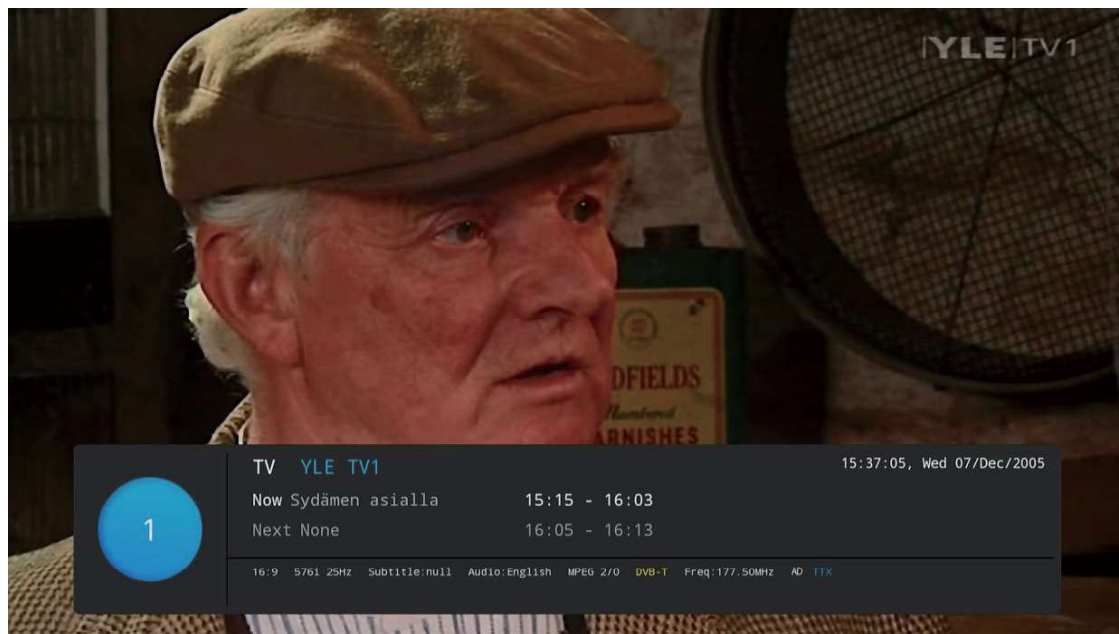 |YLE|TV1
DFIELDS
Numbered
ARNISHES
TV YLE TV1
15:37:05, Wed 07/Dec/2005
1
Now Sydämen asialla 15:15 - 16:03
Next None 16:05 - 16:13
16:9 576i 25Hz Subtitle:null Audio:English MPEG 2/0 DVB-T Freq:177.50MHz AD TTX